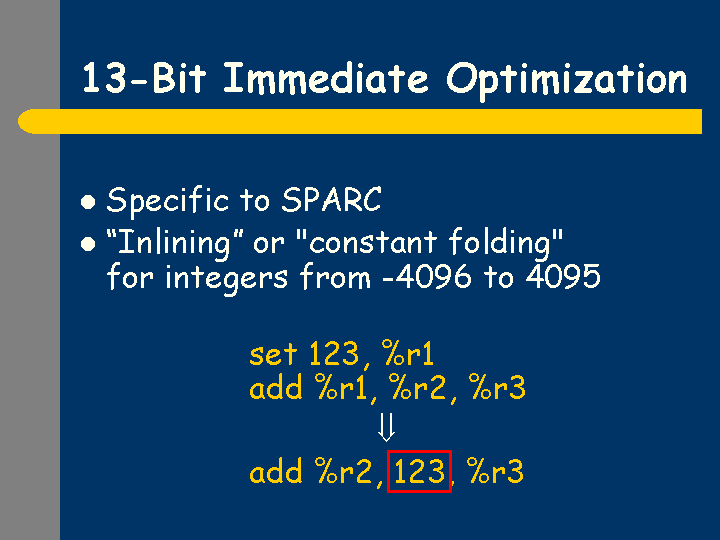 13-Bit Immediate Optimization
Specific to SPARC
“Inlining” or "constant folding"
for integers from -4096 to 4095
set 123, %r1
add %r1, %r2, %r3
⇓
add %r2, 123, %r3